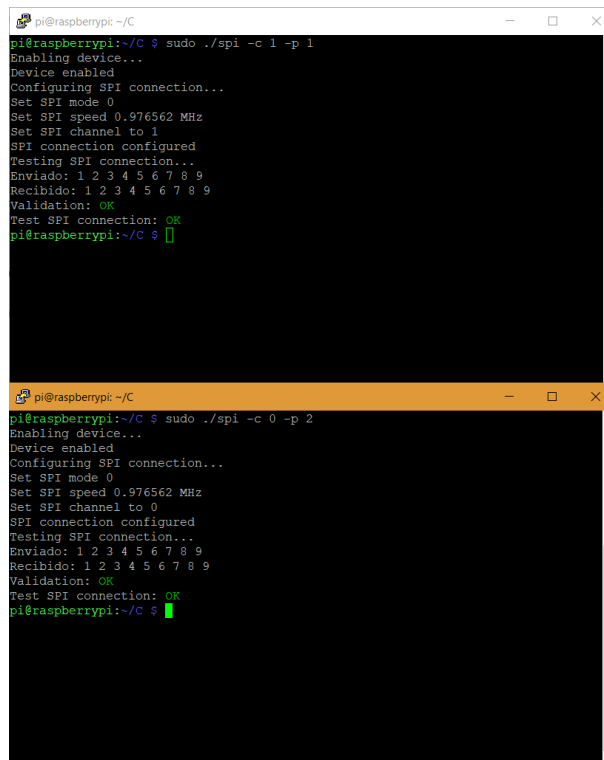 pi@raspberrypi: ~/C
pi@raspberrypi:~/C $ sudo ./spi -c 1 -p 1
Enabling device...
Device enabled
Configuring SPI connection...
Set SPI mode 0
Set SPI speed 0.976562 MHz
Set SPI channel to 1
SPI connection configured
Testing SPI connection...
Enviado: 1 2 3 4 5 6 7 8 9
Recibido: 1 2 3 4 5 6 7 8 9
Validation: OK
Test SPI connection: OK
pi@raspberrypi:~/C $
pi@raspberrypi: ~/C
pi@raspberrypi:~/C $ sudo ./spi -c 0 -p 2
Enabling device...
Device enabled
Configuring SPI connection...
Set SPI mode 0
Set SPI speed 0.976562 MHz
Set SPI channel to 0
SPI connection configured
Testing SPI connection...
Enviado: 1 2 3 4 5 6 7 8 9
Recibido: 1 2 3 4 5 6 7 8 9
Validation: OK
Test SPI connection: OK
pi@raspberrypi:~/C $